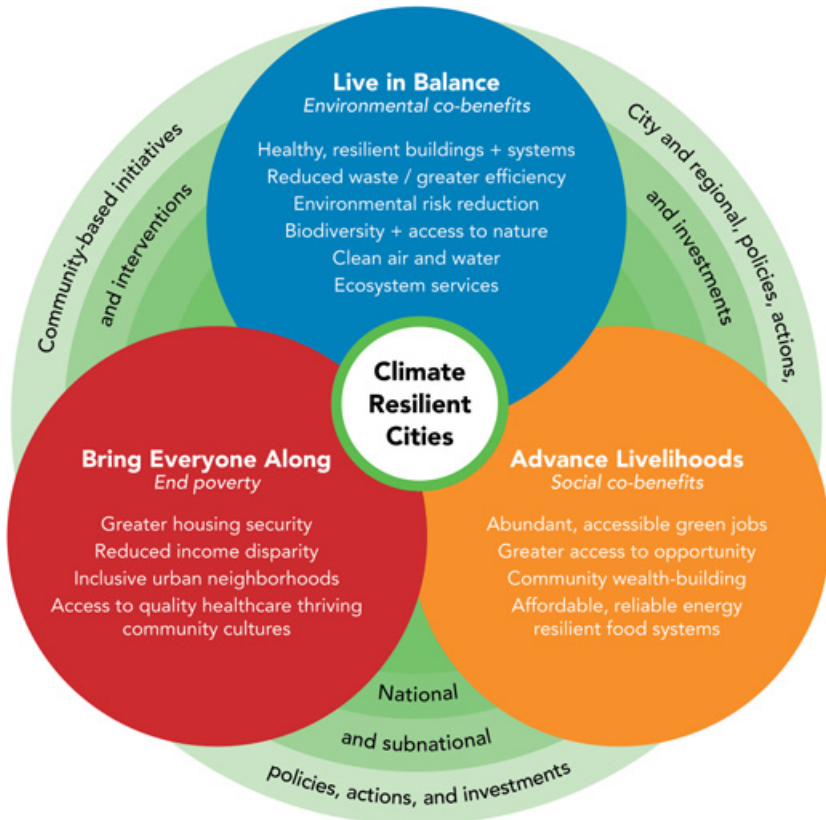 Live in Balance
Environmental co-benefits
Healthy, resilient buildings + systems
Reduced waste / greater efficiency
Environmental risk reduction
Biodiversity + access to nature
Clean air and water
Ecosystem services
Community-based initiatives
and interventions
City and regional, policies, actions,
and investments
Climate
Resilient
Cities
Bring Everyone Along
End poverty
Greater housing security
Reduced income disparity
Inclusive urban neighborhoods
Access to quality healthcare thriving
community cultures
Advance Livelihoods
Social co-benefits
Abundant, accessible green jobs
Greater access to opportunity
Community wealth-building
Affordable, reliable energy
resilient food systems
National
and subnational
policies, actions, and investments